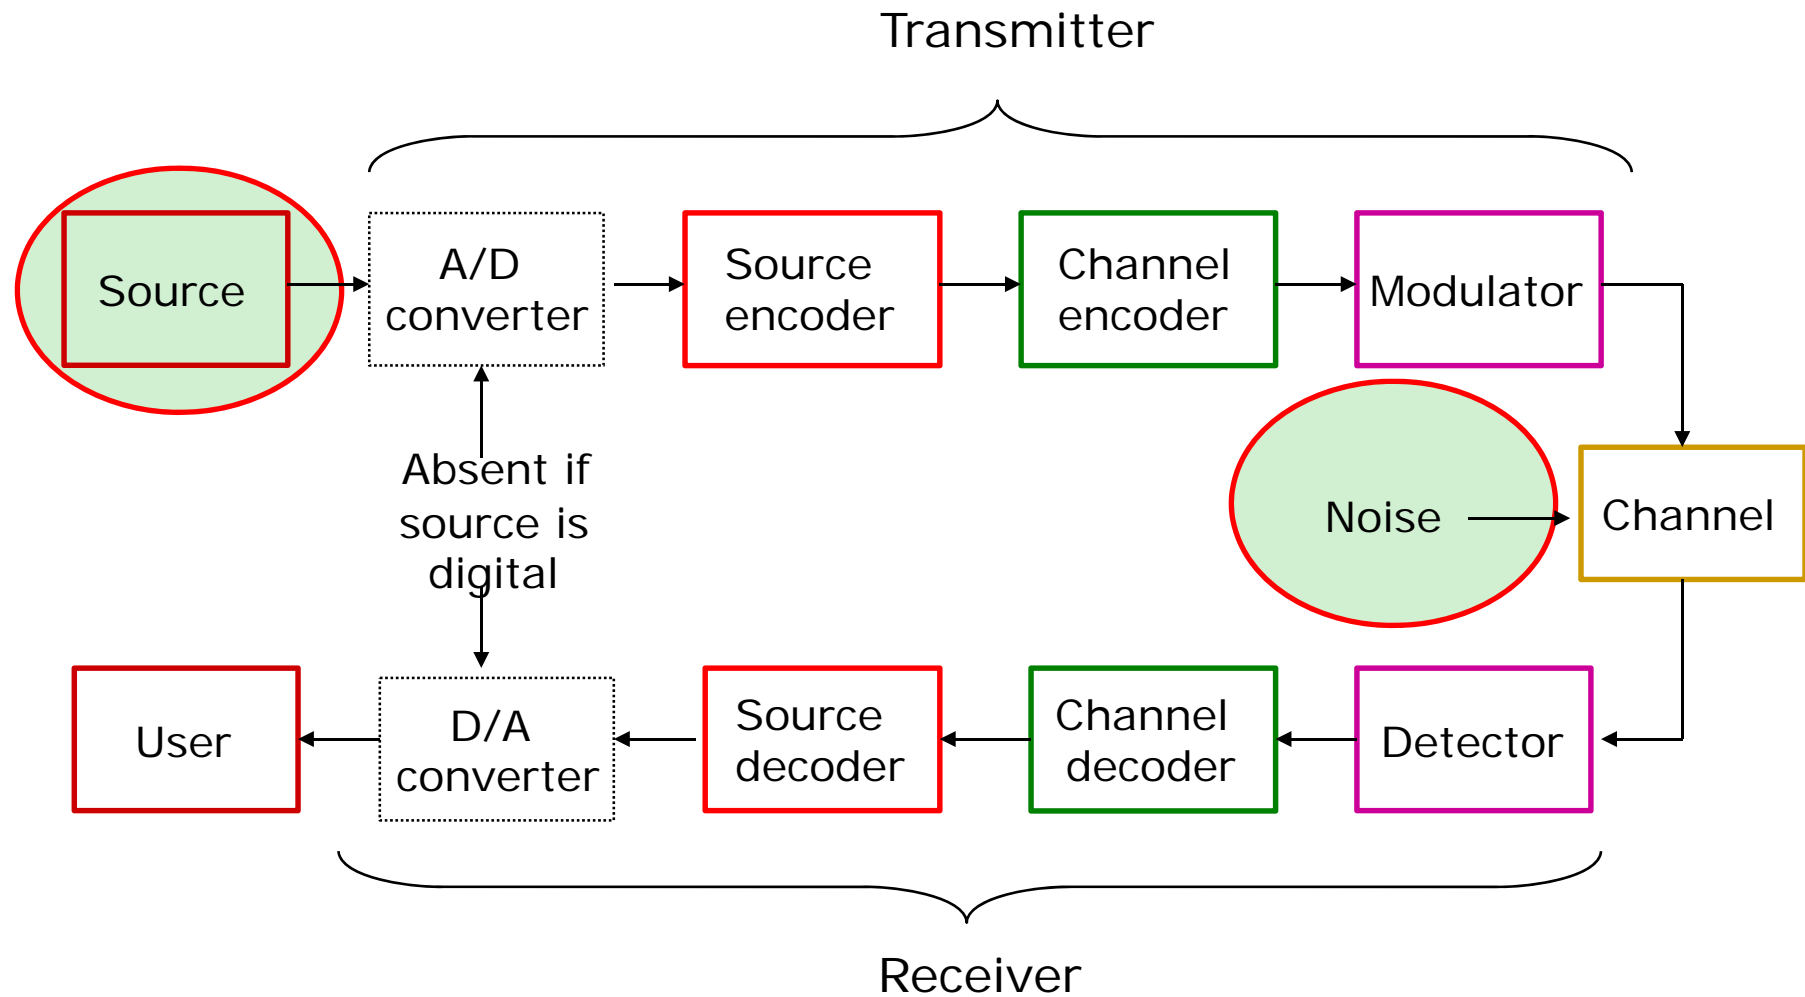 Transmitter
Source
A/D
converter
Source
encoder
Channel
encoder
Modulator
Absent if
source is
digital
Noise
Channel
User
D/A
converter
Source
decoder
Channel
decoder
Detector
Receiver